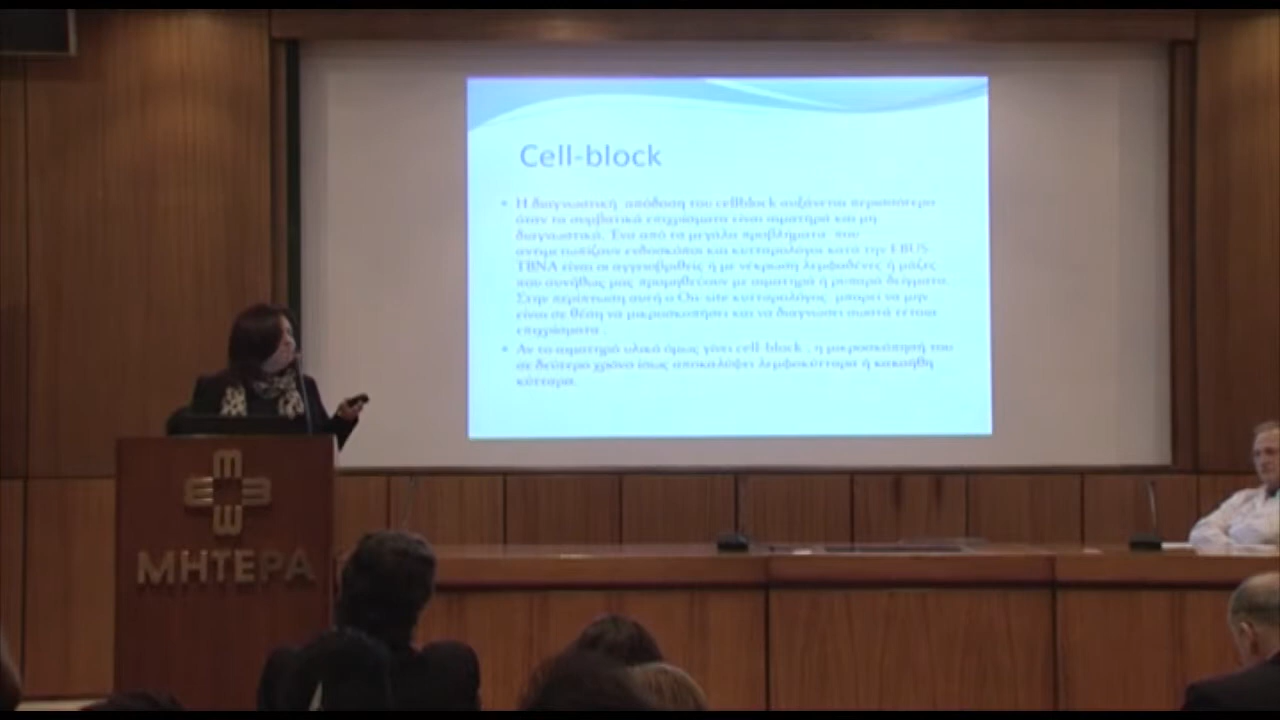 Cell-block
• Η διαγνωστική απόδοση του cellblock αυξάνεται περισσότερο
όταν τα συμβατικά επιχρίσματα είναι αιματηρά και μη
διαγνωστικά. Ένα από τα μεγάλα προβλήματα που
αντιμετωπίζουν ενδοσκόποι και κυτταρολόγοι κατά την EBUS-
TBNA είναι οι αγγειοβριθείς ή με νέκρωση λεμφαδένες ή μάζες
που συνήθως μας προμηθεύουν με αιματηρά ή ρυπαρά δείγματα.
Στην περίπτωση αυτή ο On-site κυτταρολόγος μπορεί να μην
είναι σε θέση να μικροσκοπήσει και να διαγνώσει σωστά τέτοια
επιχρίσματα .
• Αν το αιματηρό υλικό όμως γίνει cell-block , η μικροσκόπησή του
σε δεύτερο χρόνο ίσως αποκαλύψει λεμφοκύτταρα ή κακοήθη
κύτταρα.
ΜΗΤΕΡΑ